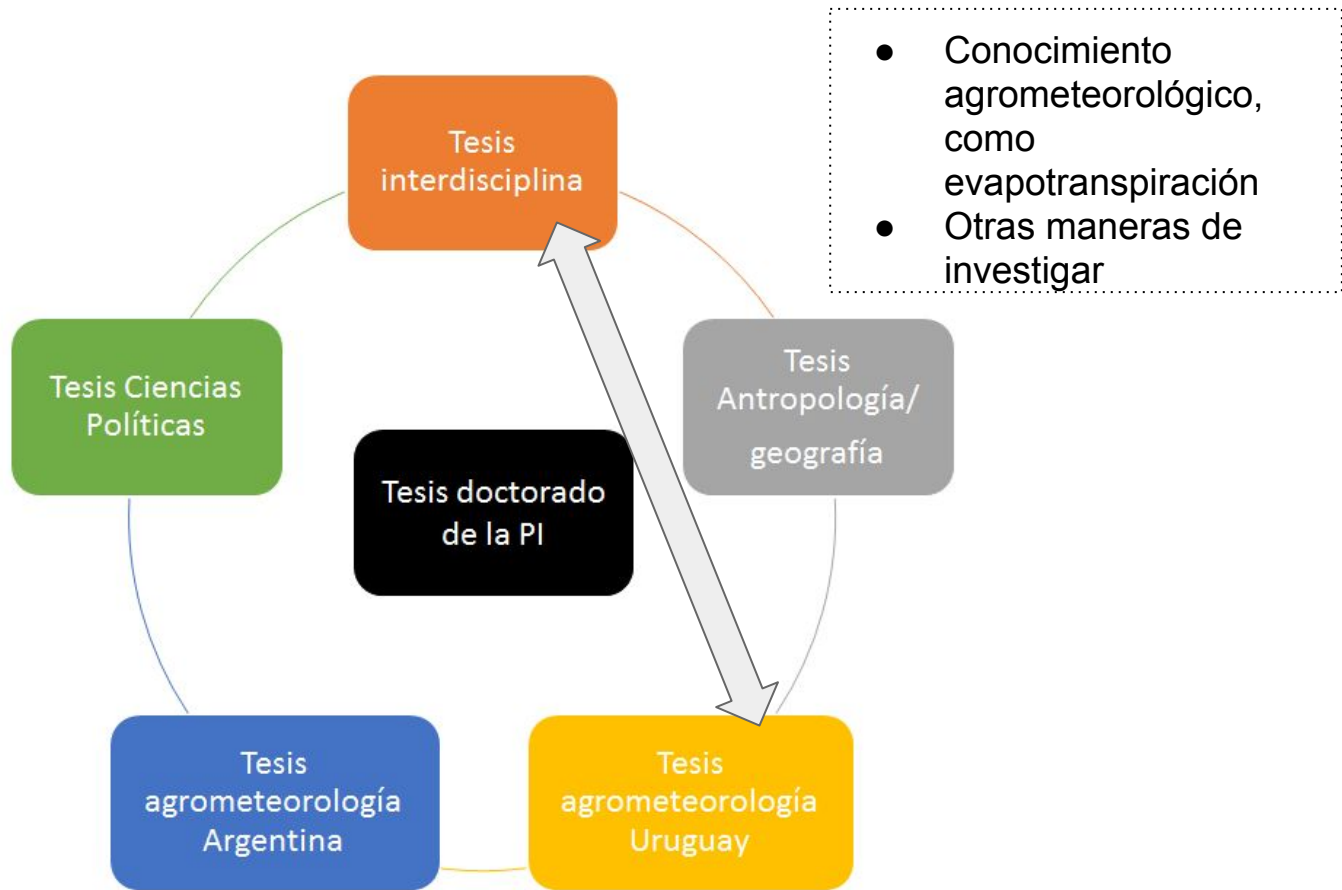 ● Conocimiento
agrometeorológico,
como
evapotranspiración
● Otras maneras de
investigar
Tesis
interdisciplina
Tesis Ciencias
Políticas
Tesis
Antropología/
geografía
Tesis doctorado
de la PI
Tesis
agrometeorología
Argentina
Tesis
agrometeorología
Uruguay